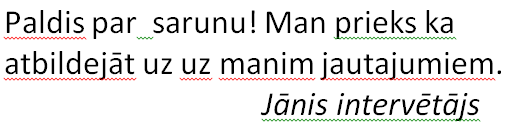 Paldis par  sarunu! Man prieks ka
atbildejāt uz uz manim jautajumiem.
Jānis intervētājs